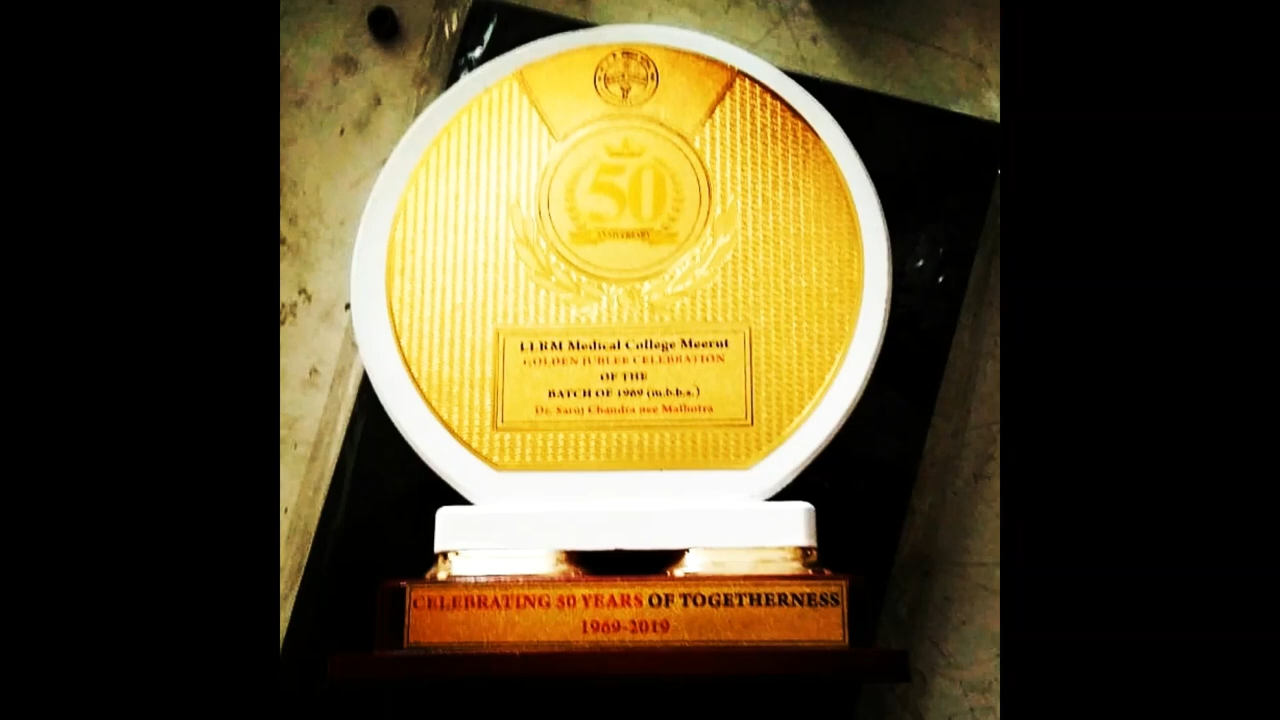 50
ANNIVERSARY
LLRM Medical College Meerut
GOLDEN JUBLEE CELEBRATION
OF THE
BATCH OF 1969 (m.b.b.s.)
Dr. Saroj Chandra nee Malhotra
CELEBRATING 50 YEARS OF TOGETHERNESS
1969-2019